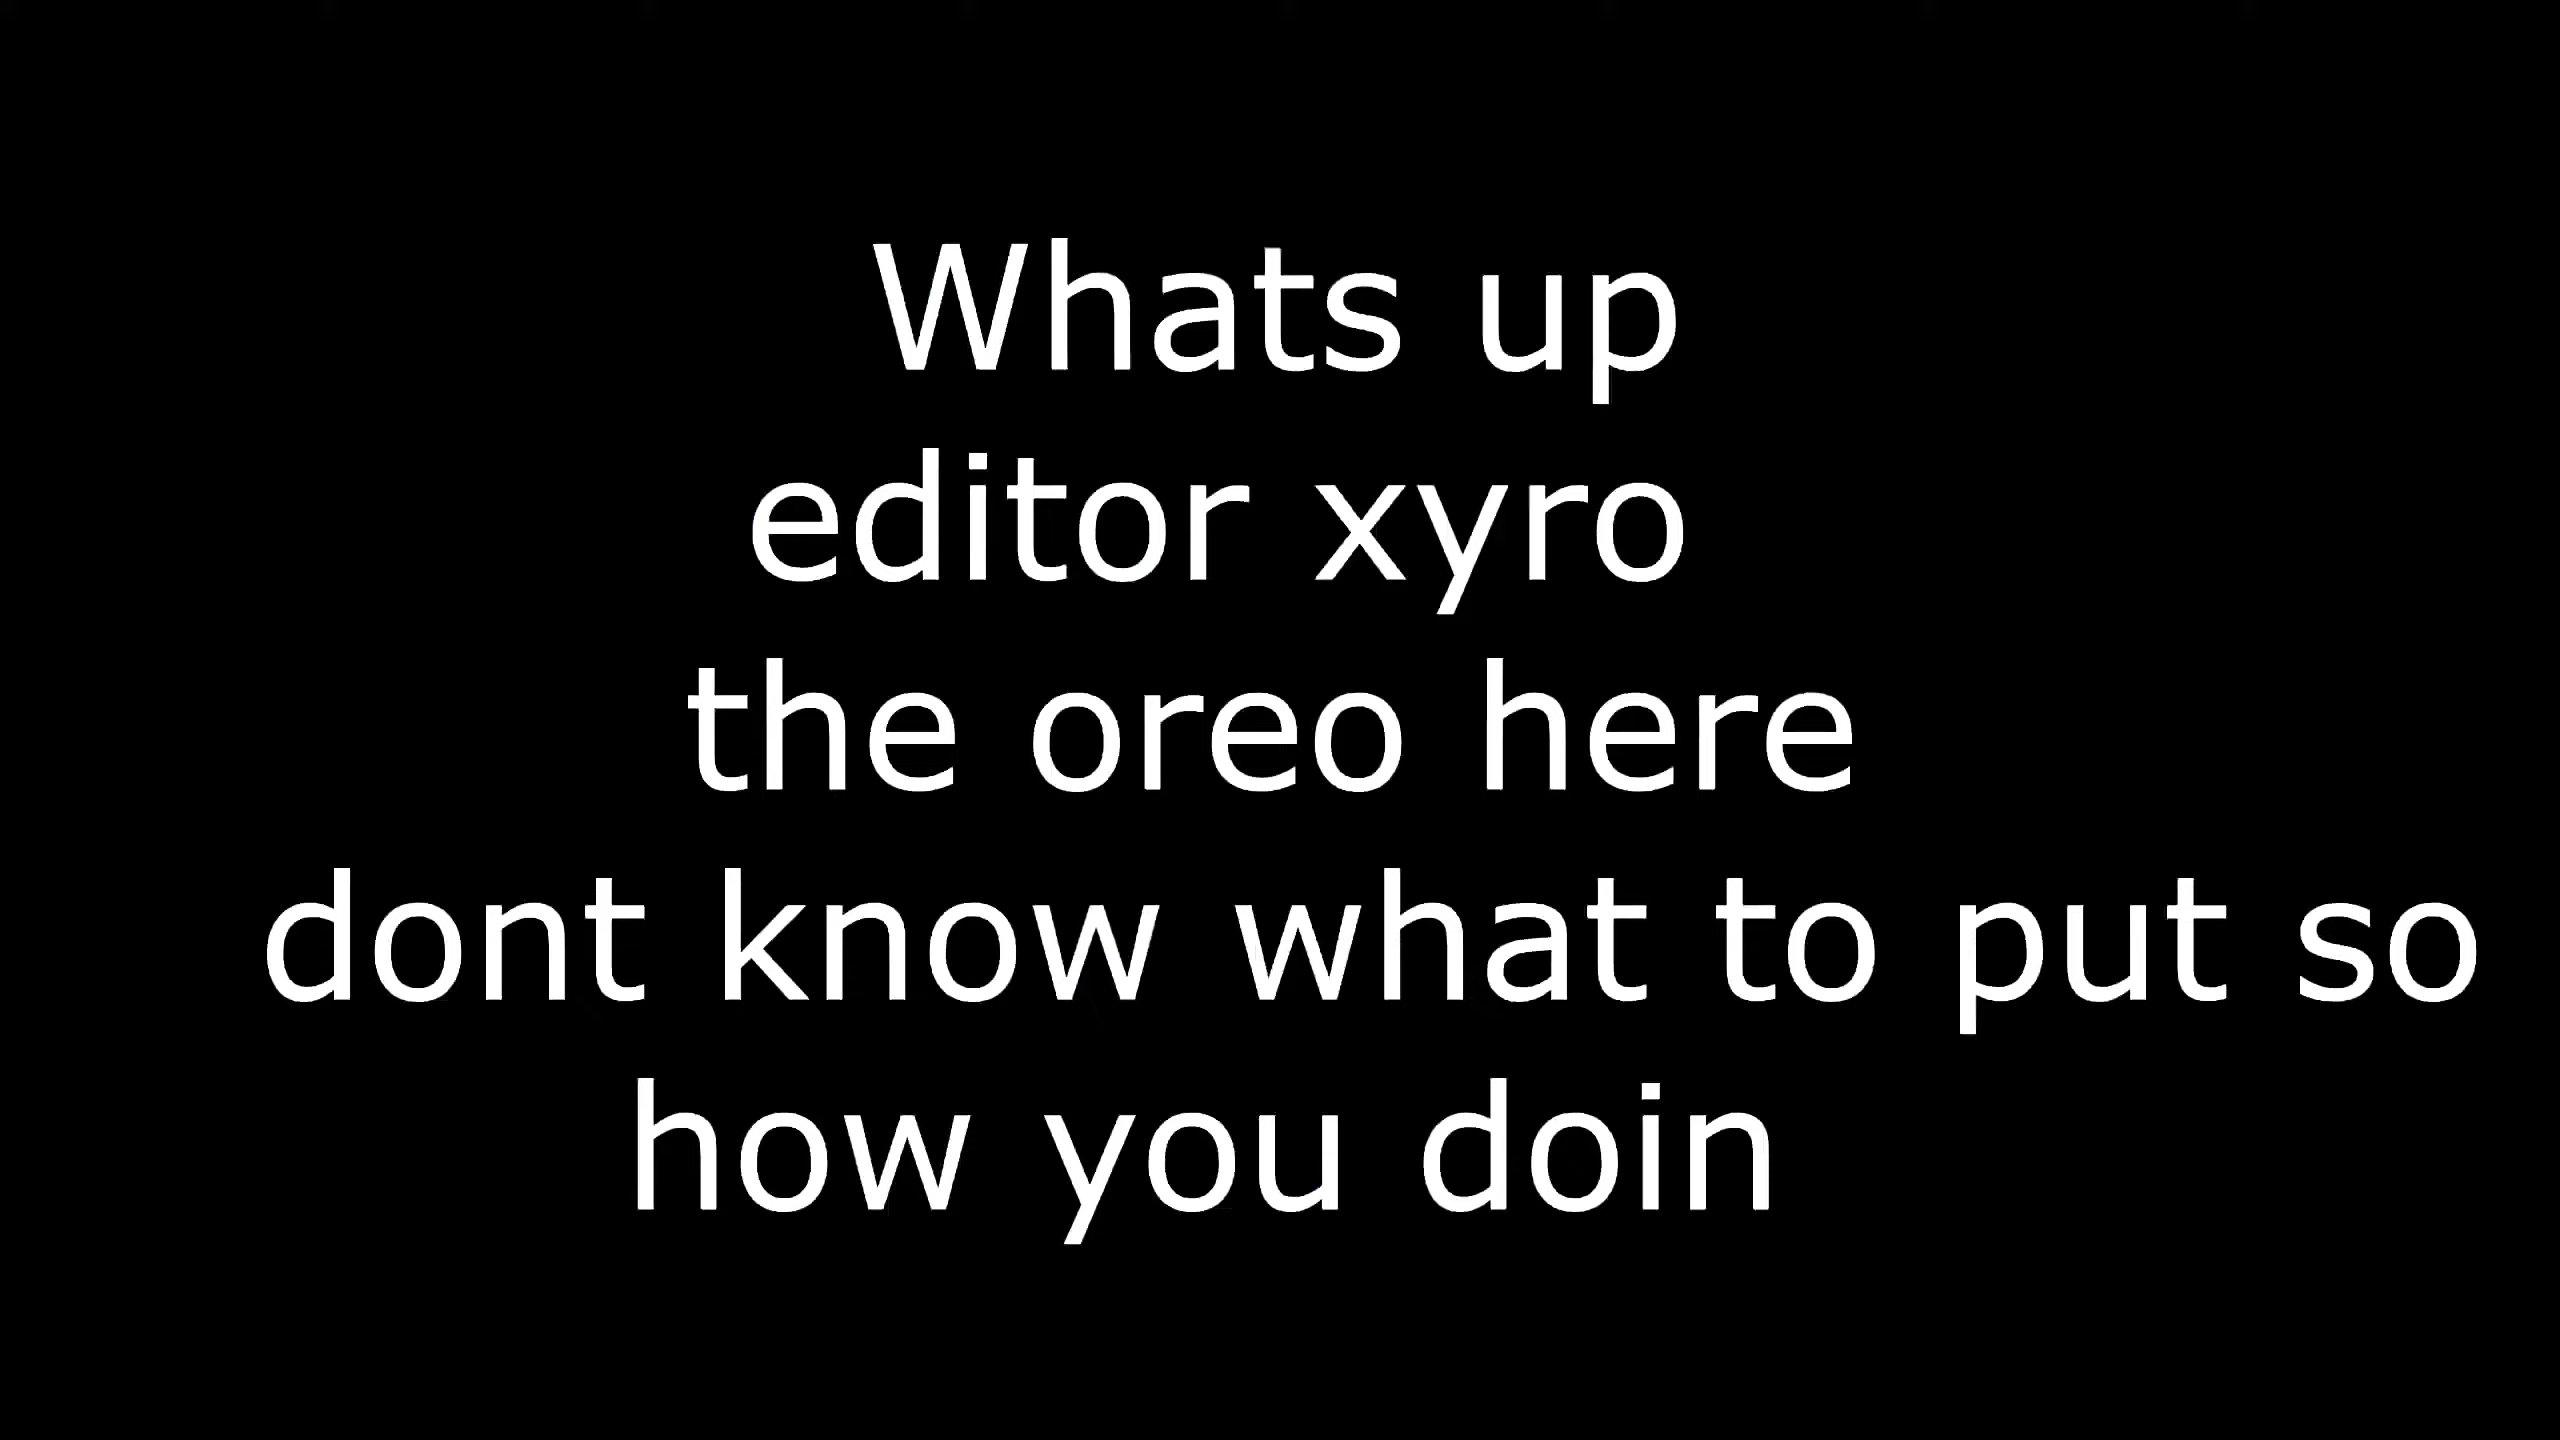 Whats up
editor xyro
the oreo here
dont know what to put so
how you doin